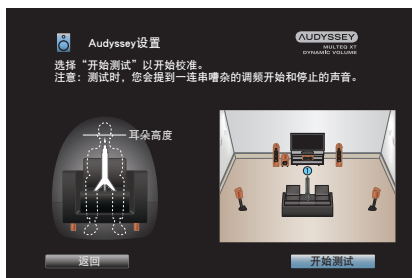 Audyssey设置
AUDYSSEY
MULTEQ XT
DYNAMIC VOLUME
选择“开始测试”以开始校准。
注意：测试时，您会提到一连串嘈杂的调频开始和停止的声音。
耳朵高度
1
返回
开始测试